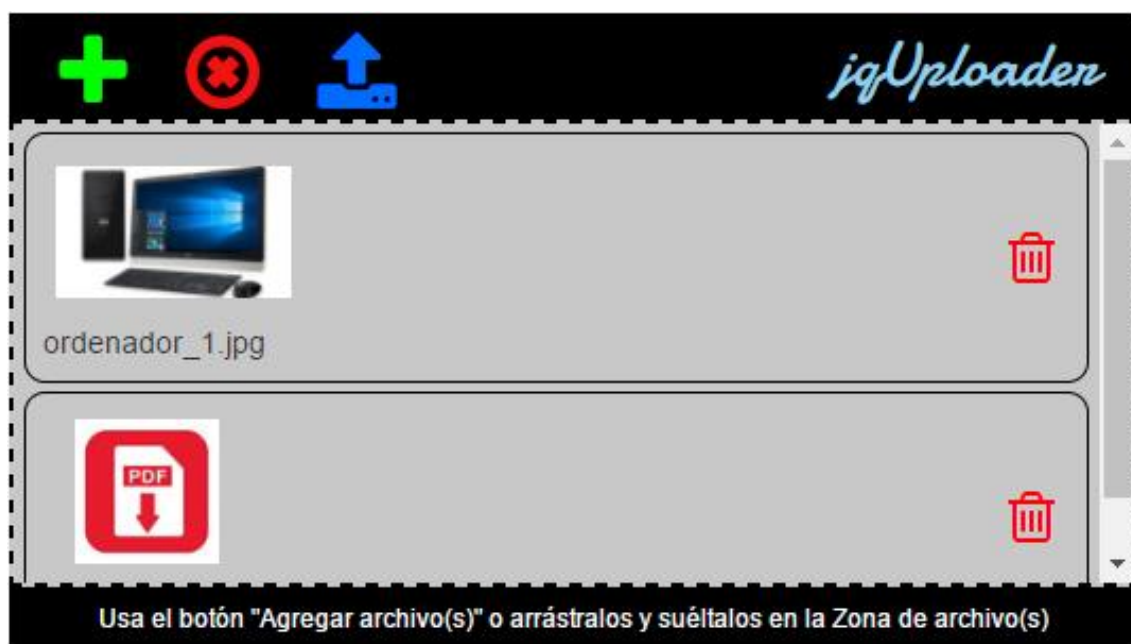 jqUploader
ordenador_1.jpg
PDF
Usa el botón "Agregar archivo(s)" o arrástralos y suéltalos en la Zona de archivo(s)